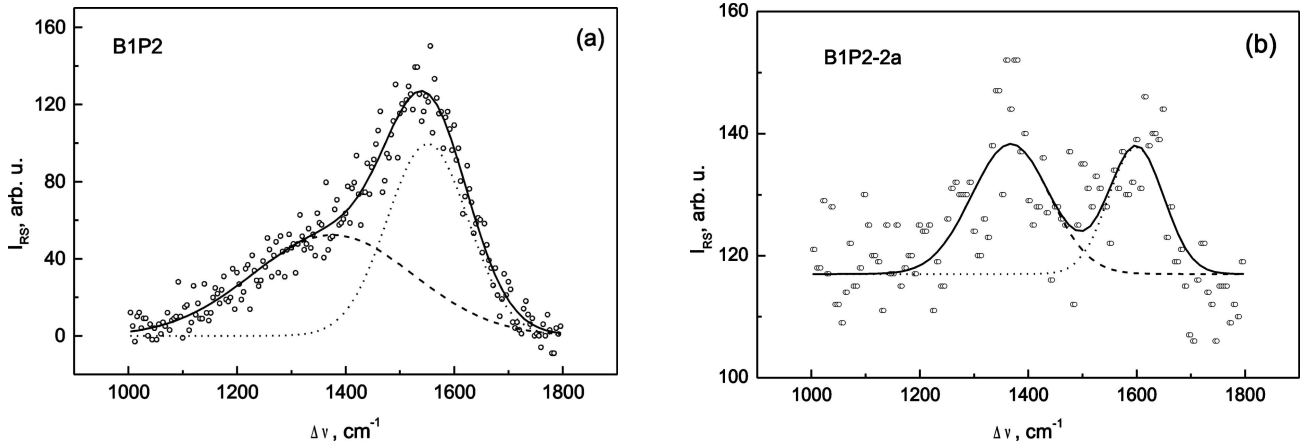 (a)
B1P2
160
120
80
40
0
I_RS, arb. u.
1000 1200 1400 1600 1800
Δν, cm⁻¹
(b)
B1P2-2a
160
140
120
100
I_RS, arb. u.
1000 1200 1400 1600 1800
Δν, cm⁻¹